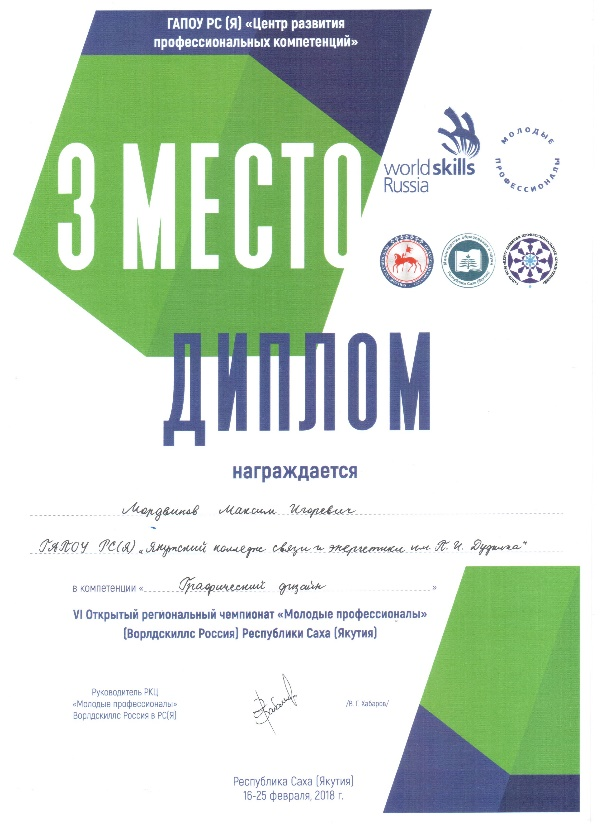 ГАПОУ РС (Я) «Центр развития
профессиональных компетенций»
3 МЕСТО
worldskills
Russia
МОЛОДЫЕ
ПРОФЕССИОНАЛЫ
ДИПЛОМ
награждается
Мордвинов Максим Игоревич
ГАПОУ РС(Я) „Якутский колледж связи и энергетики им. П. И. Дудкина"
в компетенции « Графический дизайн »
VI Открытый региональный чемпионат «Молодые профессионалы»
(Ворлдскиллс Россия) Республики Саха (Якутия)
Руководитель РКЦ
«Молодые профессионалы»
Ворлдскиллс Россия в РС(Я)
/В. Г. Хабаров/
Республика Саха (Якутия)
16-25 февраля, 2018 г.